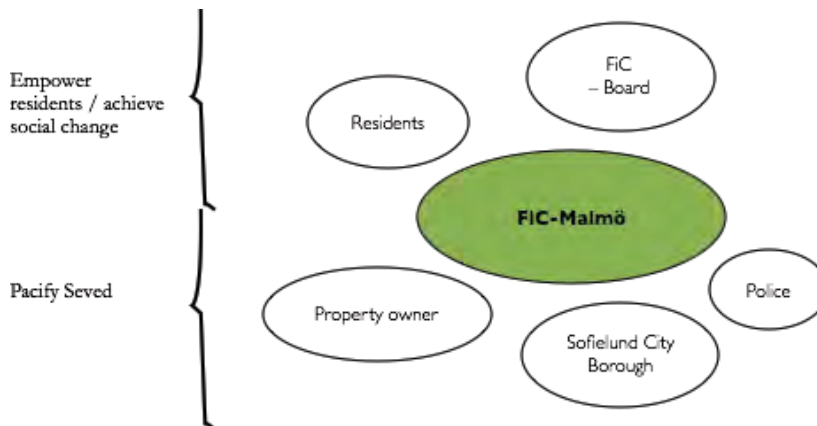 Empower
residents / achieve
social change
FiC
– Board
Residents
FIC-Malmö
Pacify Seved
Property owner
Police
Sofielund City
Borough